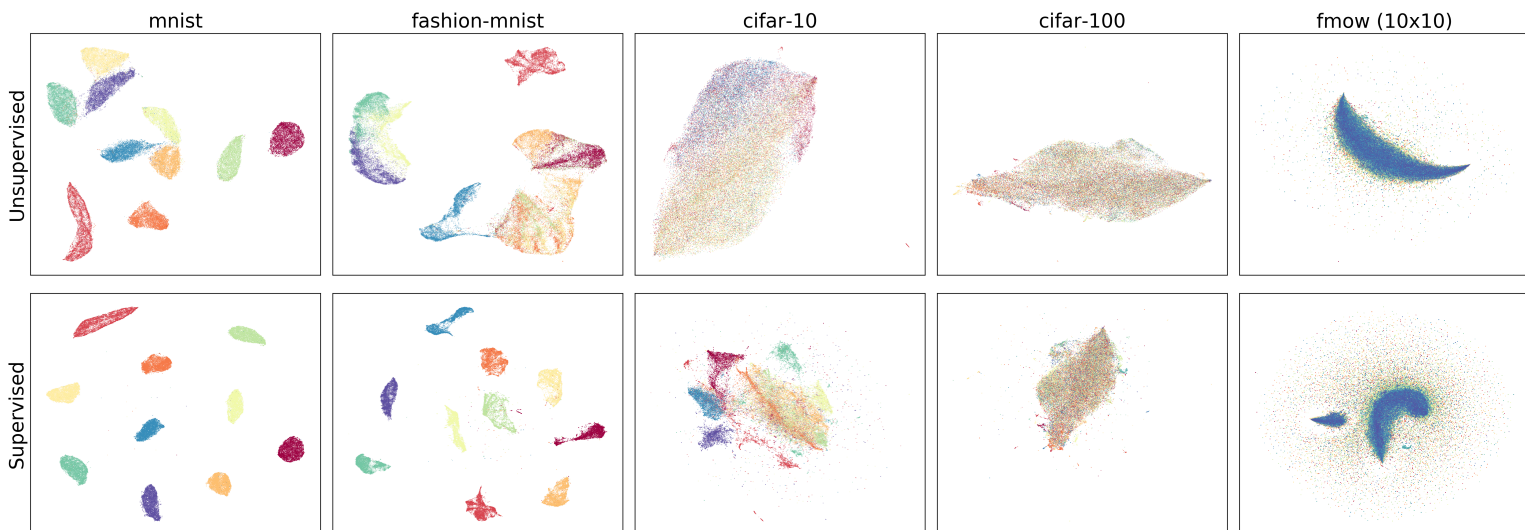 mnist
fashion-mnist
cifar-10
cifar-100
fmow (10x10)
Unsupervised
Supervised